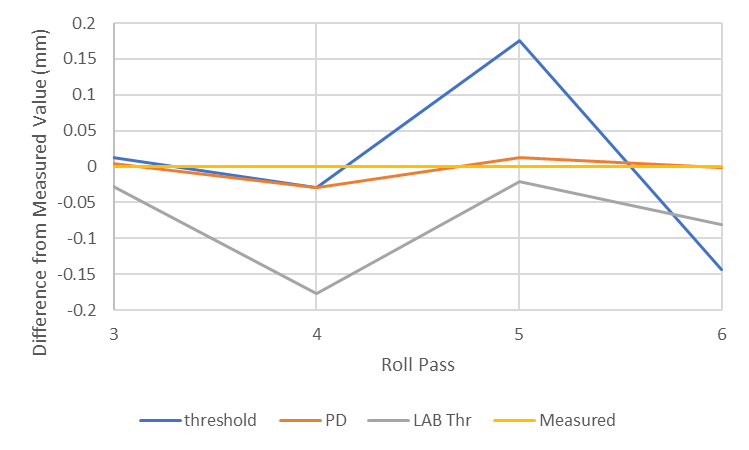 Difference from Measured Value (mm)
0.2
0.15
0.1
0.05
0
-0.05
-0.1
-0.15
-0.2
3 4 5 6
Roll Pass
threshold PD LAB Thr Measured